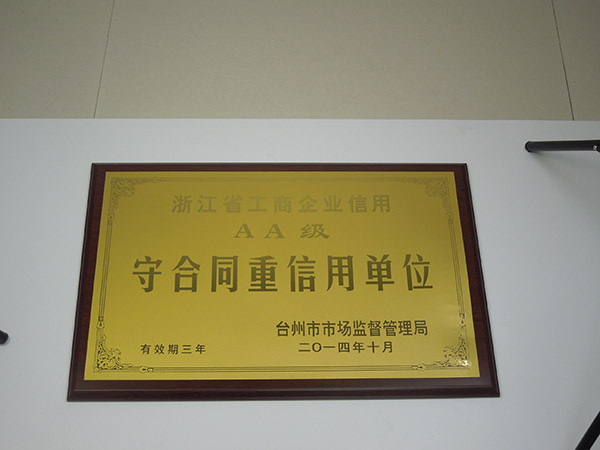 浙江省工商企业信用
AA级
守合同重信用单位
台州市市场监督管理局
有效期三年 二〇一四年十月